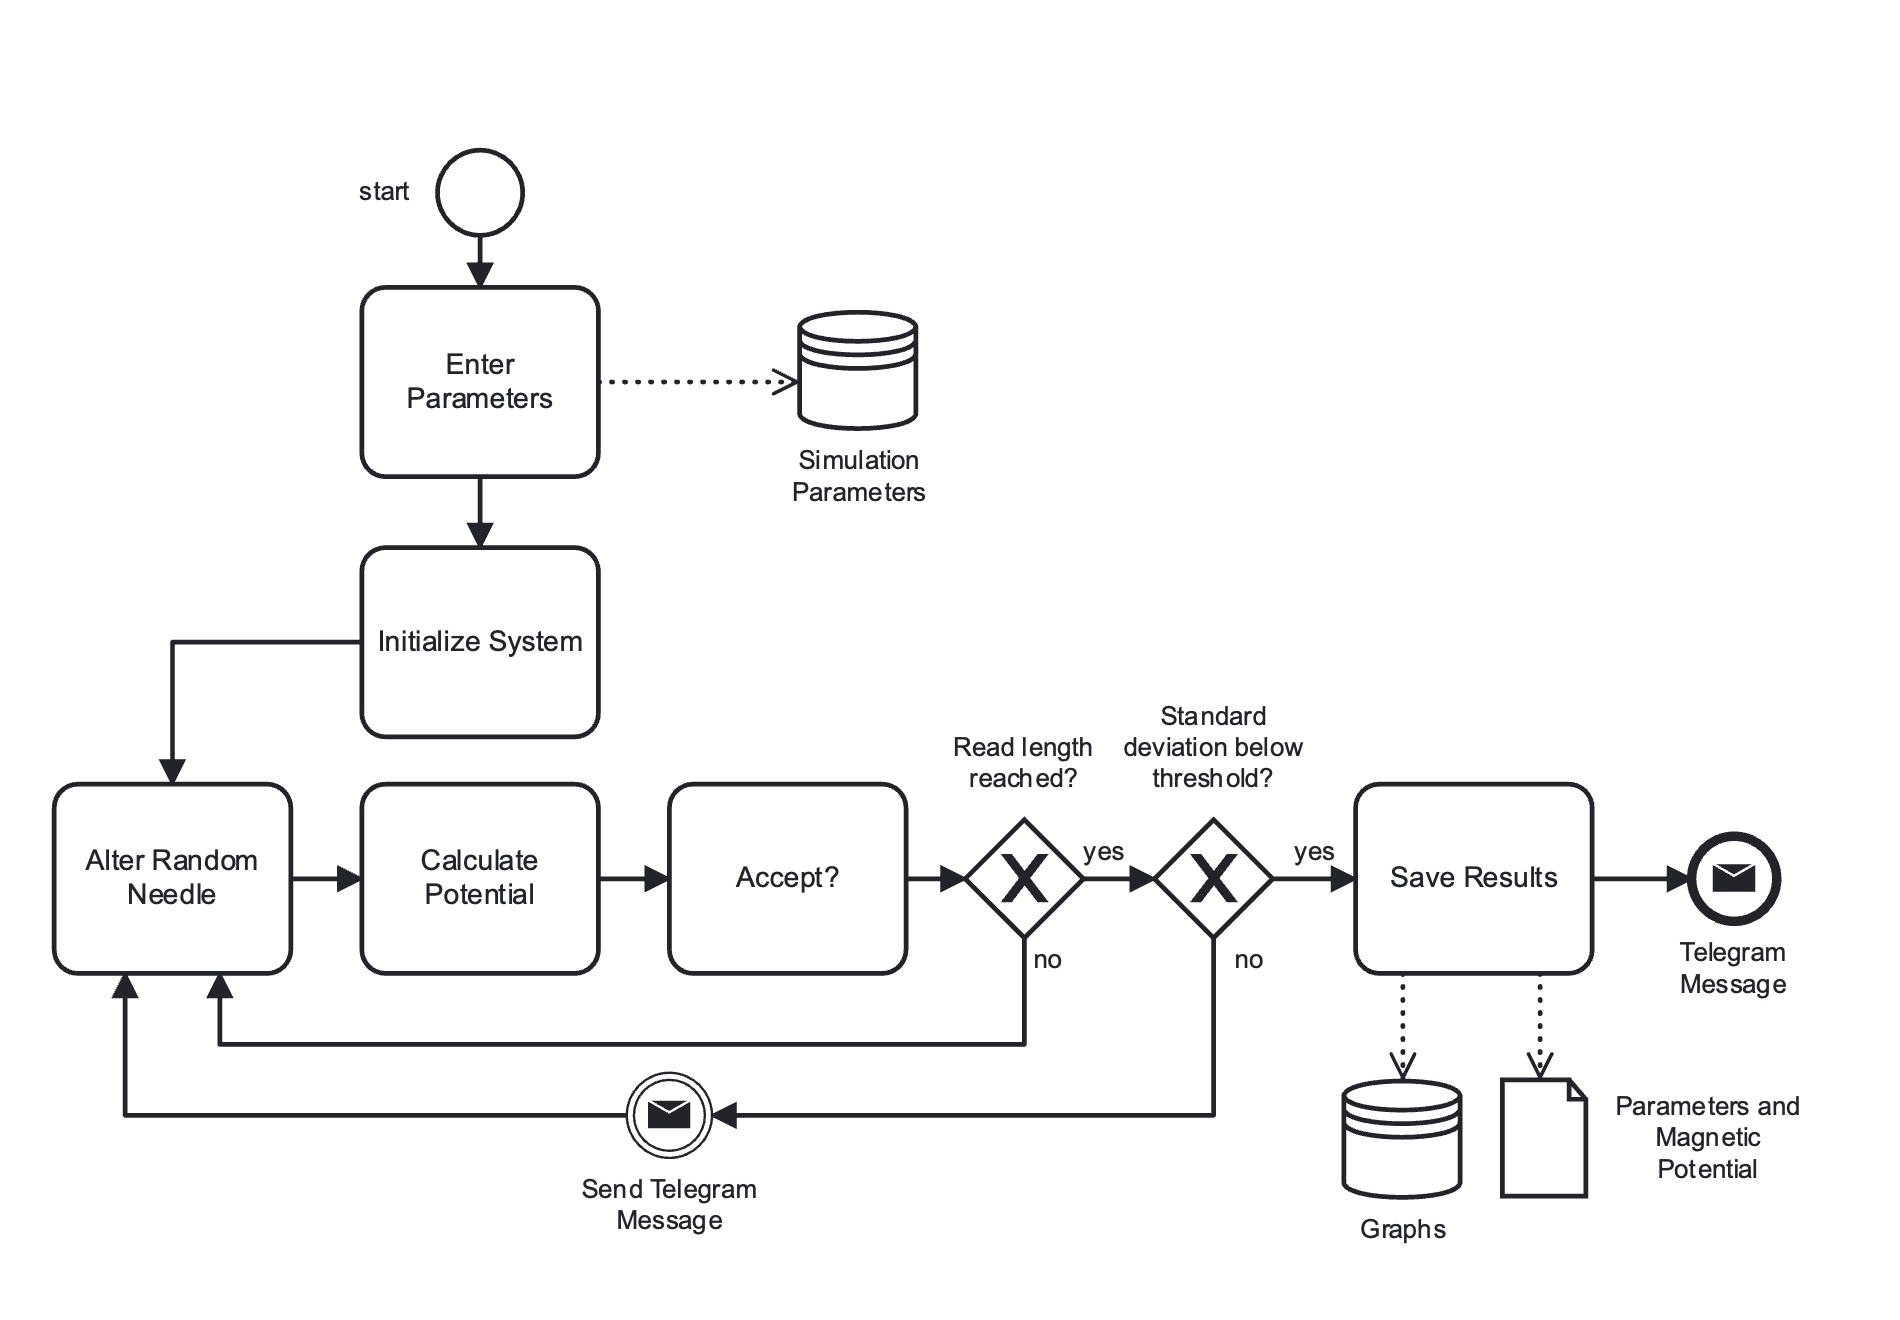 start
Enter
Parameters
Simulation
Parameters
Initialize System
Alter Random
Needle
Calculate
Potential
Accept?
Read length
reached?
yes
no
Standard
deviation below
threshold?
yes
no
Save Results
Telegram
Message
Send Telegram
Message
Graphs
Parameters and
Magnetic
Potential